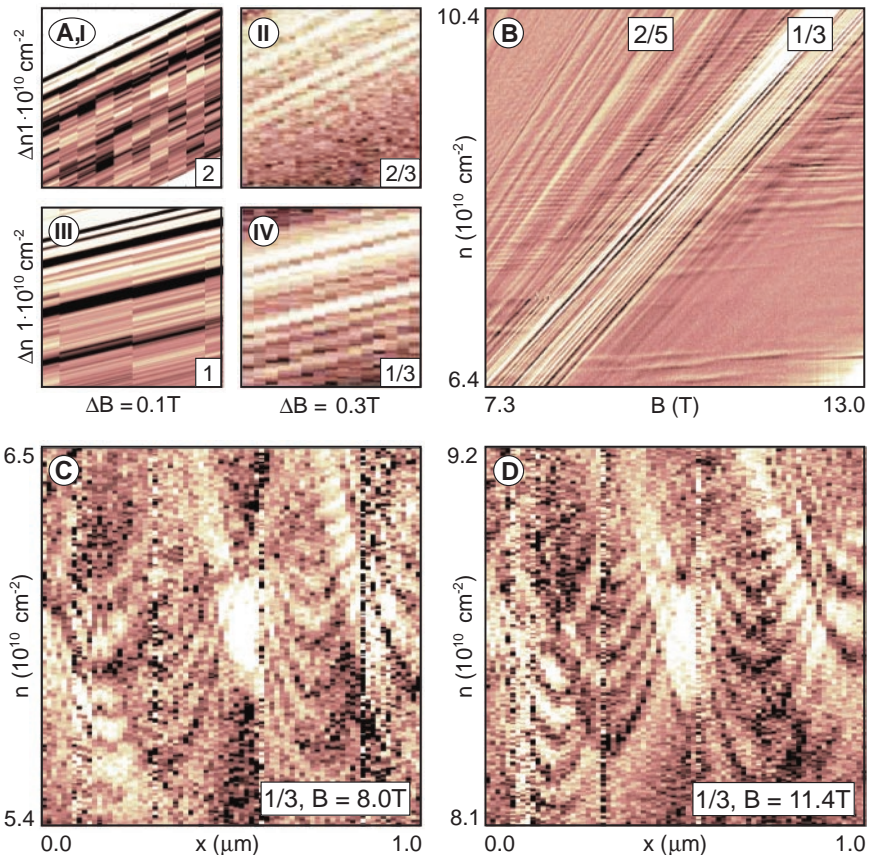 A,I
II
Δn1·10¹⁰ cm⁻²
2
2/3
III
IV
Δn 1·10¹⁰ cm⁻²
1
1/3
ΔB = 0.1T
ΔB = 0.3T
10.4
B
2/5
1/3
n (10¹⁰ cm⁻²)
6.4
7.3
B (T)
13.0
6.5
C
n (10¹⁰ cm⁻²)
5.4
1/3, B = 8.0T
0.0
x (μm)
1.0
9.2
D
n (10¹⁰ cm⁻²)
8.1
1/3, B = 11.4T
0.0
x (μm)
1.0